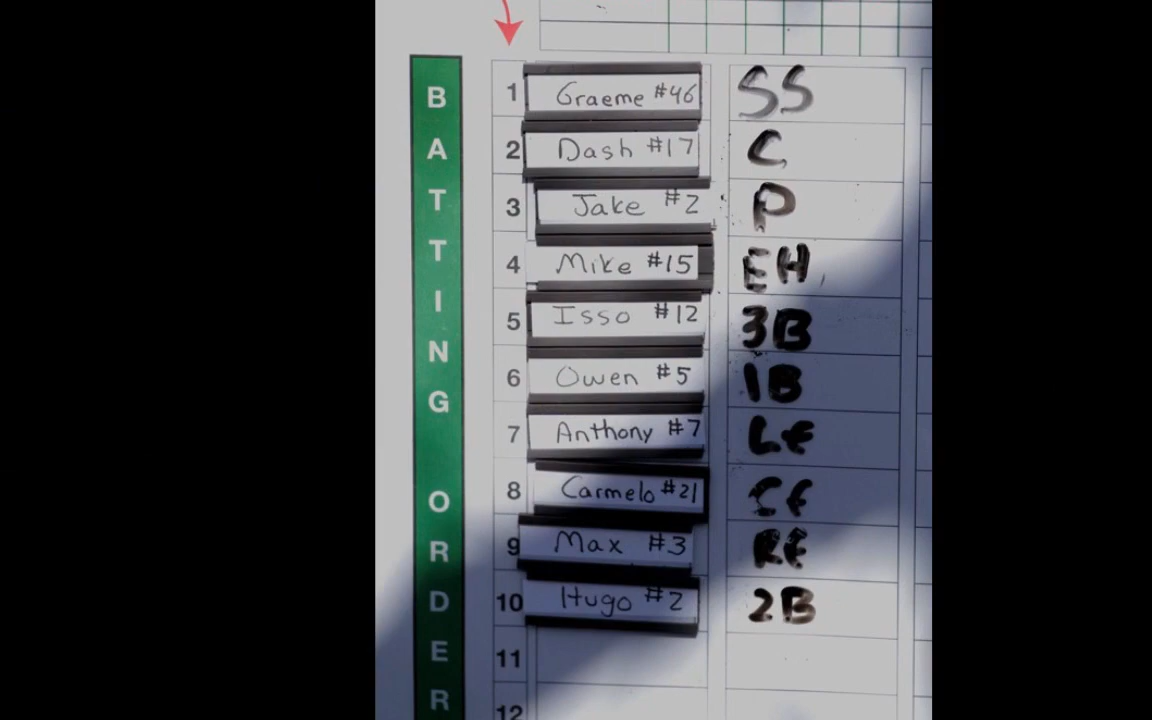 BATTING ORDER
1 Graeme #46 SS
2 Dash #17 C
3 Jake #2 P
4 Mike #15 EH
5 Isso #12 3B
6 Owen #5 1B
7 Anthony #7 LF
8 Carmelo #21 CF
9 Max #3 RF
10 Hugo #2 2B
11
12